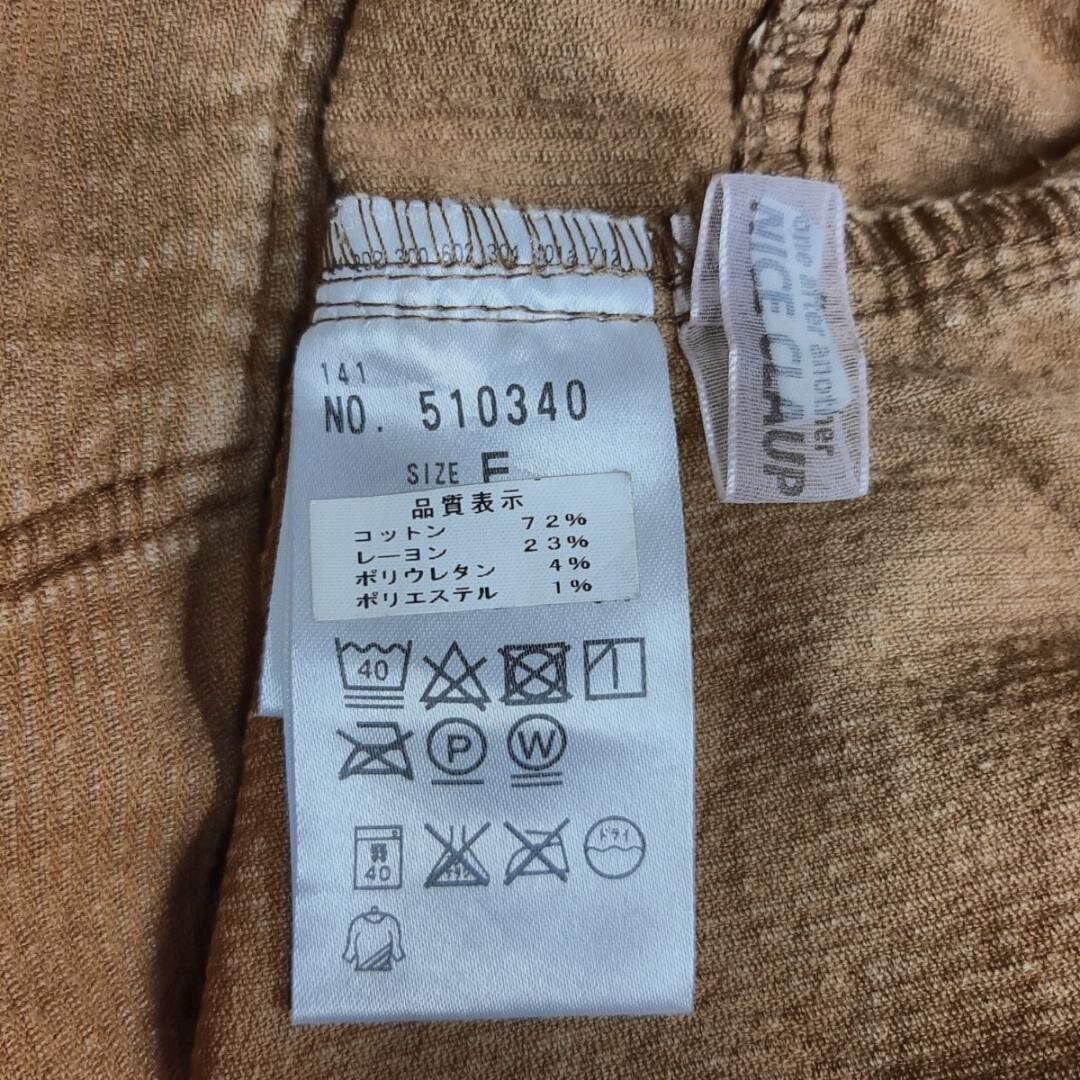 141
NO. 510340
SIZE F
品質表示
コットン 72%
レーヨン 23%
ポリウレタン 4%
ポリエステル 1%
40
P W
40 ドライ
one after another
NICE CLAUP